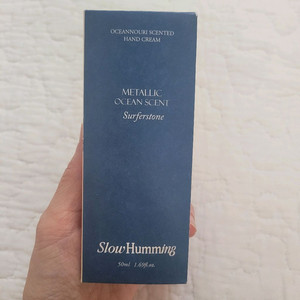 OCEANNOURI SCENTED
HAND CREAM
METALLIC
OCEAN SCENT
Surferstone
SlowHumming
50ml 1.69fl.oz.